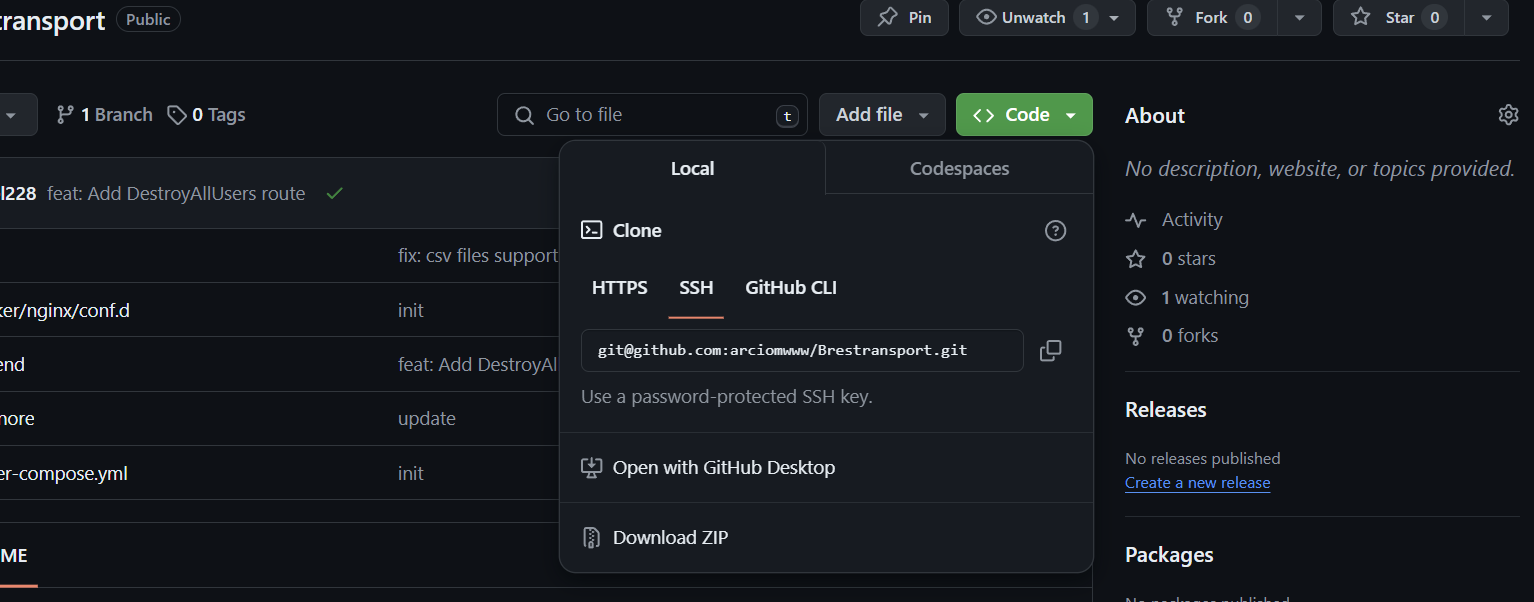 transport Public Pin Unwatch 1 Fork 0 Star 0
1 Branch 0 Tags Go to file t Add file Code
Local Codespaces
l228 feat: Add DestroyAllUsers route
fix: csv files support
ker/nginx/conf.d init
end feat: Add DestroyAl
more update
er-compose.yml init
ME
Clone
HTTPS SSH GitHub CLI
git@github.com:arciomwww/Brestransport.git
Use a password-protected SSH key.
Open with GitHub Desktop
Download ZIP
About
No description, website, or topics provided.
Activity
0 stars
1 watching
0 forks
Releases
No releases published
Create a new release
Packages
No packages published